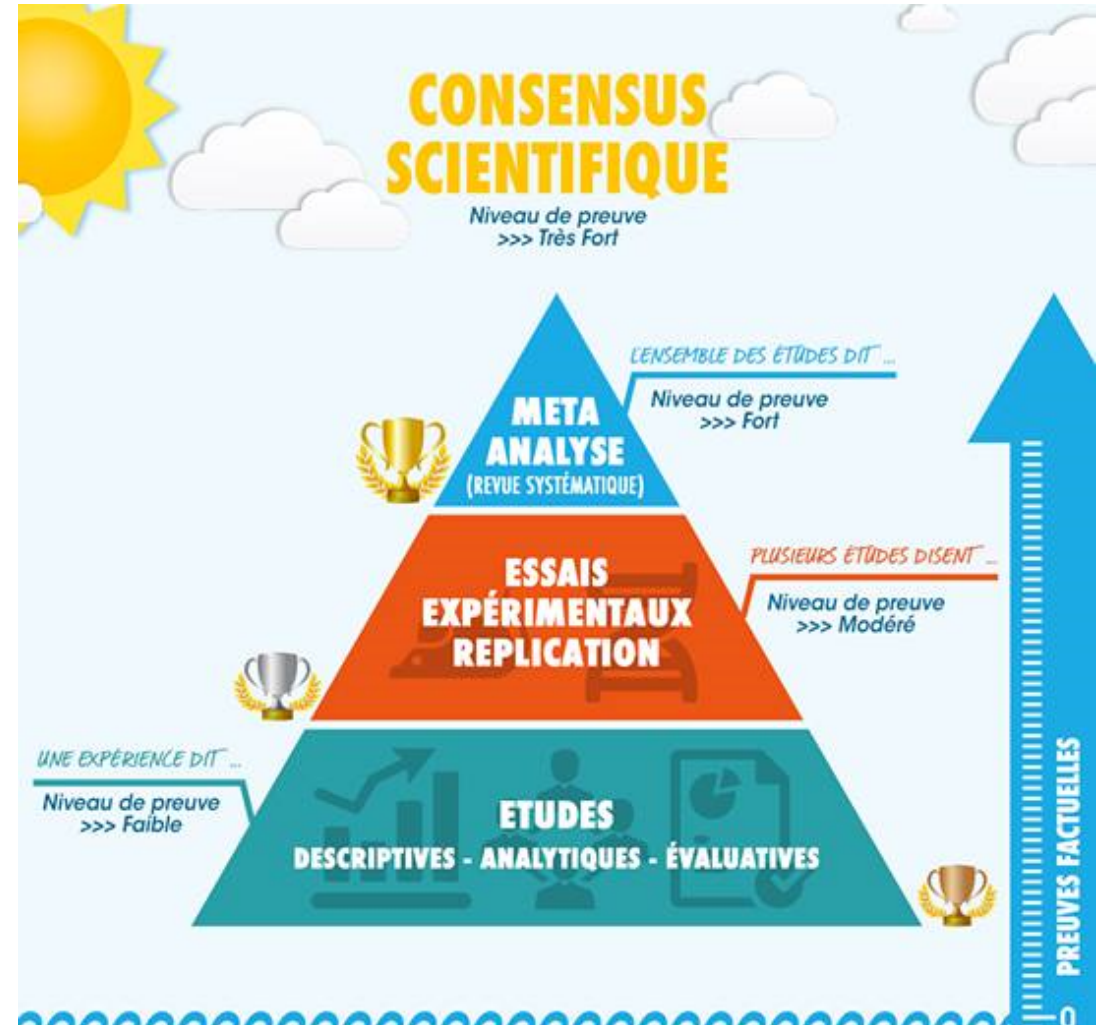 CONSENSUS
SCIENTIFIQUE
Niveau de preuve
>>> Très Fort
L'ENSEMBLE DES ÉTUDES DIT ...
Niveau de preuve
>>> Fort
META
ANALYSE
(REVUE SYSTÉMATIQUE)
PLUSIEURS ÉTUDES DISENT ...
Niveau de preuve
>>> Modéré
ESSAIS
EXPÉRIMENTAUX
REPLICATION
UNE EXPÉRIENCE DIT ...
Niveau de preuve
>>> Faible
ETUDES
DESCRIPTIVES - ANALYTIQUES - ÉVALUATIVES
PREUVES FACTUELLES